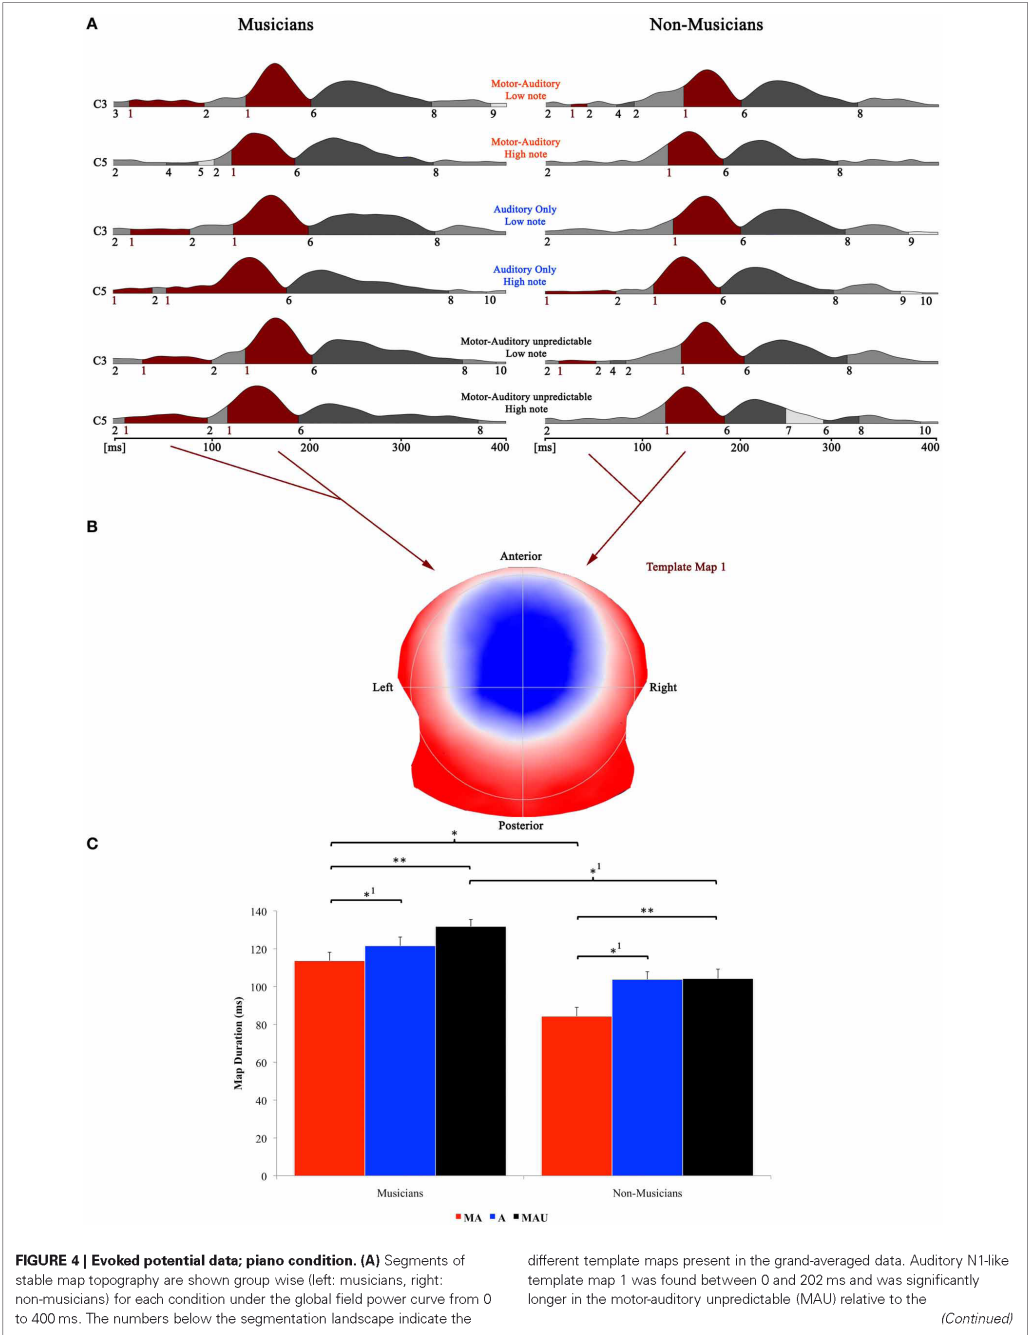 A
Musicians
Non-Musicians
Motor-Auditory
Low note
C3
3 1 2 1 6 8 9
2 1 2 4 2 1 6 8
Motor-Auditory
High note
C5
2 4 5 2 1 6 8
2 1 6 8
Auditory Only
Low note
C3
2 1 2 1 6 8
2 1 6 8 9
Auditory Only
High note
C5
1 2 1 6 8 10
1 2 1 6 8 9 10
Motor-Auditory unpredictable
Low note
C3
2 1 2 1 6 8 10
2 1 2 4 2 1 6 8
Motor-Auditory unpredictable
High note
C5
2 1 2 1 6 8
2 1 6 7 6 8 10
[ms] 100 200 300 400
[ms] 100 200 300 400
B
Anterior
Template Map 1
Left
Right
Posterior
C
*
**
*1
*1
**
*1
140
120
100
80
60
40
20
0
Map Duration (ms)
Musicians
Non-Musicians
MA A MAU
FIGURE 4 | Evoked potential data; piano condition. (A) Segments of
stable map topography are shown group wise (left: musicians, right:
non-musicians) for each condition under the global field power curve from 0
to 400 ms. The numbers below the segmentation landscape indicate the
different template maps present in the grand-averaged data. Auditory N1-like
template map 1 was found between 0 and 202 ms and was significantly
longer in the motor-auditory unpredictable (MAU) relative to the
(Continued)